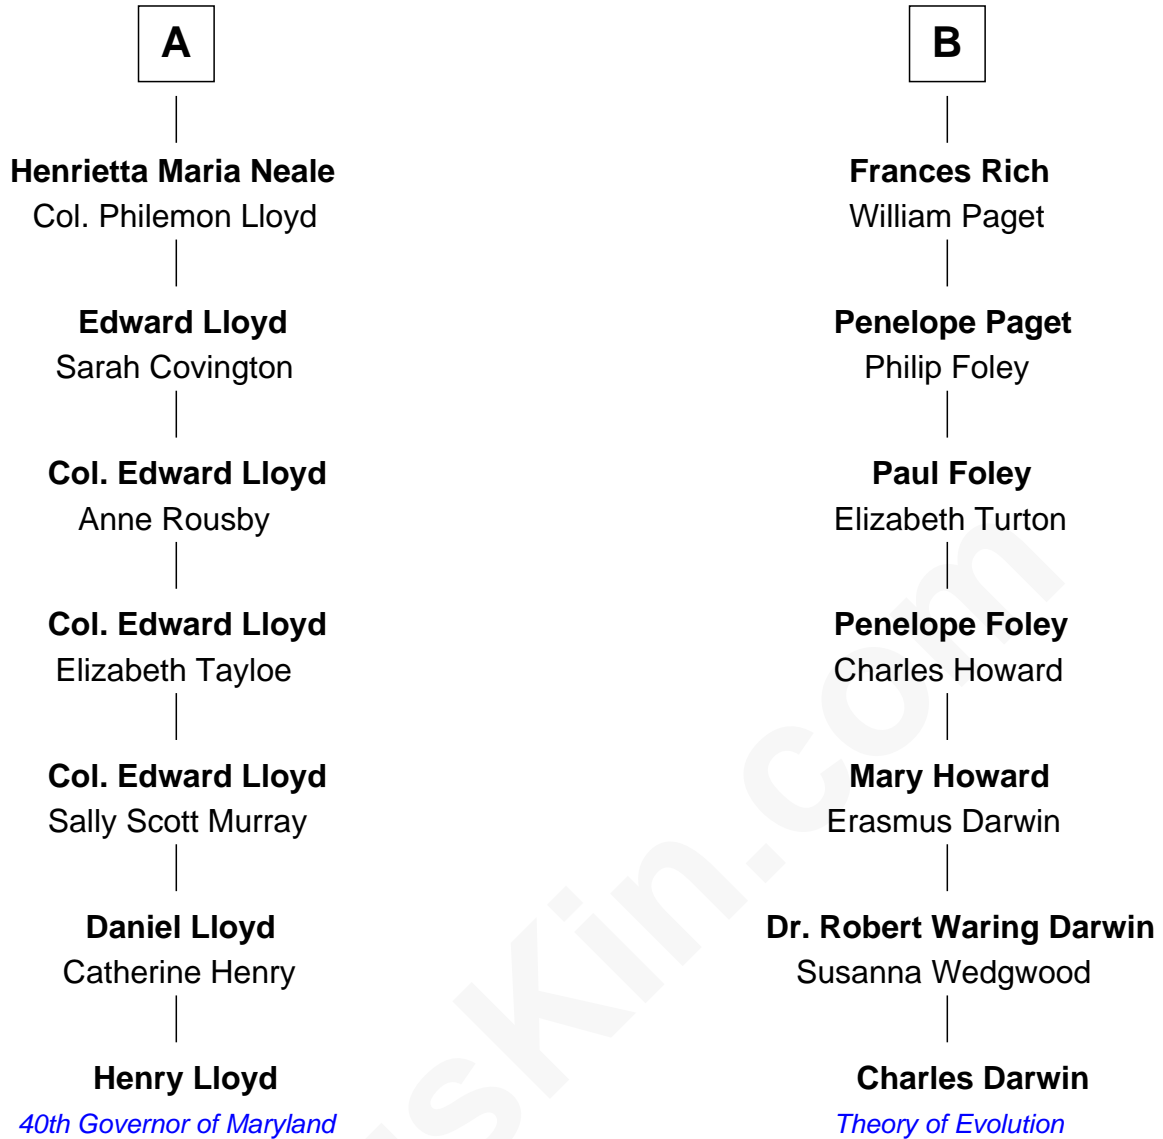 A
Henrietta Maria Neale
Col. Philemon Lloyd
Edward Lloyd
Sarah Covington
Col. Edward Lloyd
Anne Rousby
Col. Edward Lloyd
Elizabeth Tayloe
Col. Edward Lloyd
Sally Scott Murray
Daniel Lloyd
Catherine Henry
Henry Lloyd
40th Governor of Maryland
B
Frances Rich
William Paget
Penelope Paget
Philip Foley
Paul Foley
Elizabeth Turton
Penelope Foley
Charles Howard
Mary Howard
Erasmus Darwin
Dr. Robert Waring Darwin
Susanna Wedgwood
Charles Darwin
Theory of Evolution